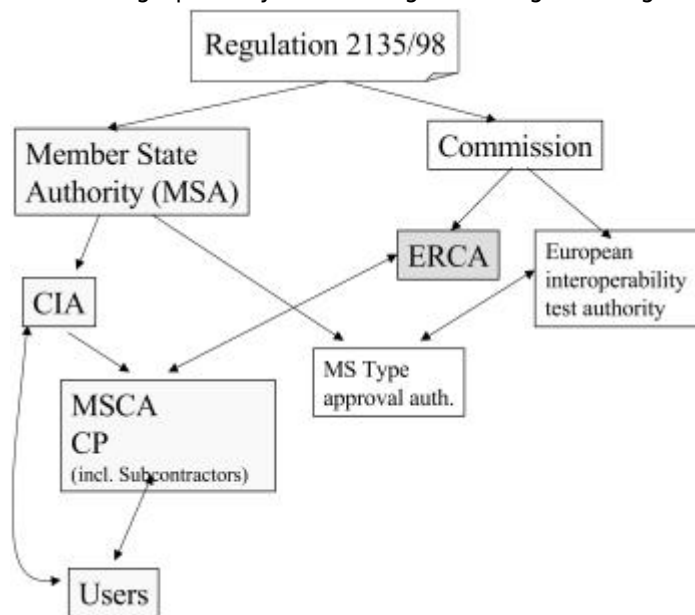 Regulation 2135/98
Member State
Authority (MSA)
Commission
ERCA
European
interoperability
test authority
CIA
MS Type
approval auth.
MSCA
CP
(incl. Subcontractors)
Users